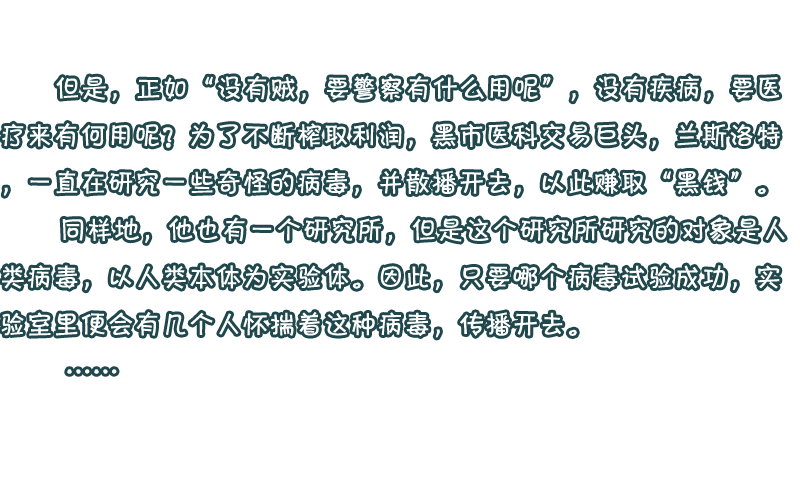 但是，正如“没有贼，要警察有什么用呢”，没有疾病，要医
疗来有何用呢？为了不断榨取利润，黑市医科交易巨头，兰斯洛特
，一直在研究一些奇怪的病毒，并散播开去，以此赚取“黑钱”。
同样地，他也有一个研究所，但是这个研究所研究的对象是人
类病毒，以人类本体为实验体。因此，只要哪个病毒试验成功，实
验室里便会有几个人怀揣着这种病毒，传播开去。
……